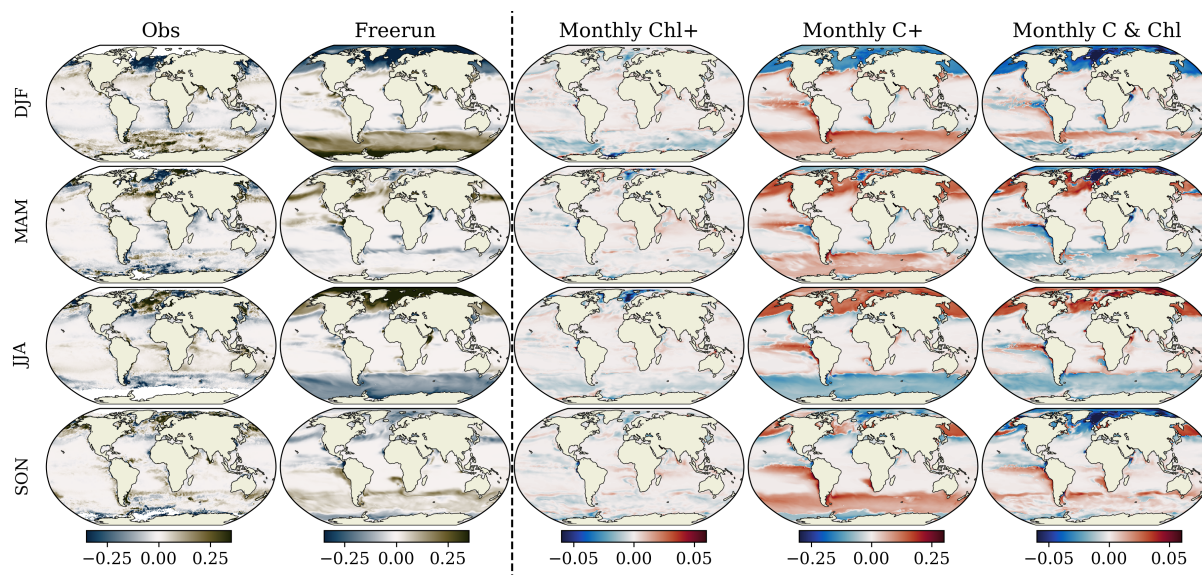 Obs Freerun Monthly Chl+ Monthly C+ Monthly C & Chl
DJF
MAM
JJA
SON
−0.25 0.00 0.25 −0.25 0.00 0.25 −0.05 0.00 0.05 −0.25 0.00 0.25 −0.05 0.00 0.05